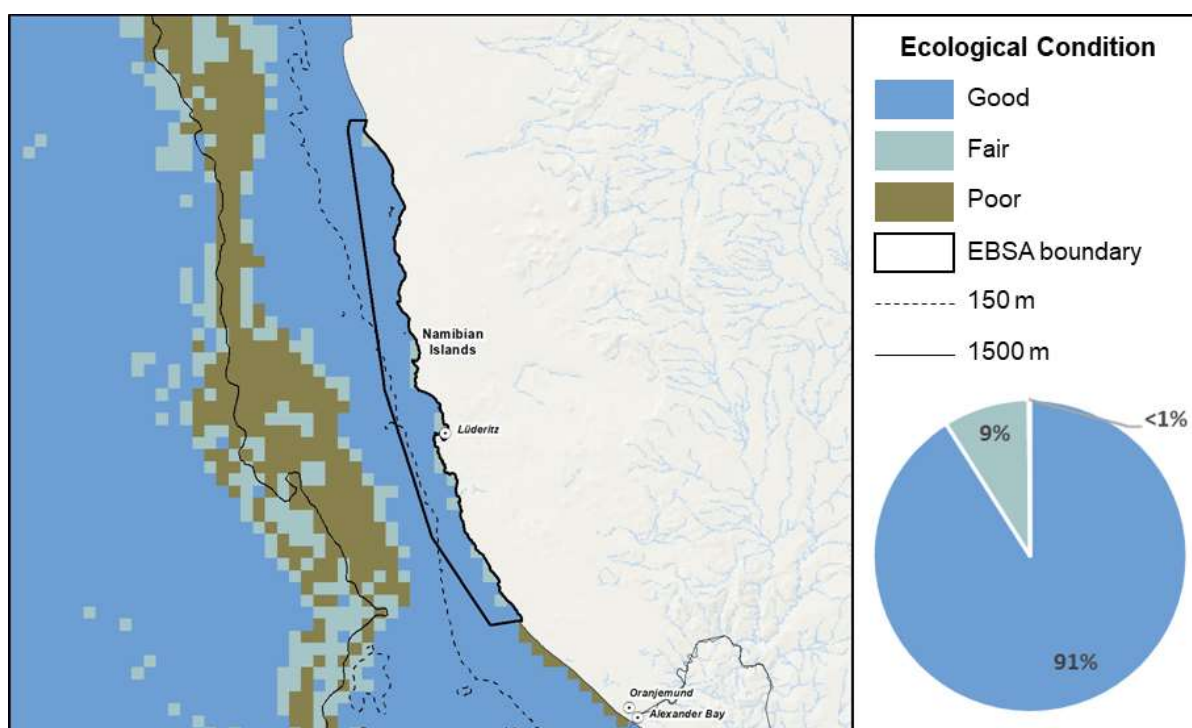 Namibian
Islands
Lüderitz
Oranjemund
Alexander Bay
Ecological Condition
Good
Fair
Poor
EBSA boundary
150 m
1500 m
<1%
9%
91%